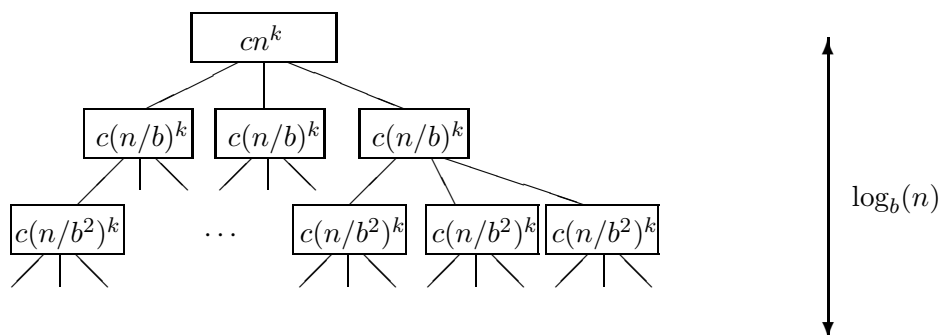 cn^k
c(n/b)^k c(n/b)^k c(n/b)^k
log_b(n)
c(n/b^2)^k ... c(n/b^2)^k c(n/b^2)^k c(n/b^2)^k